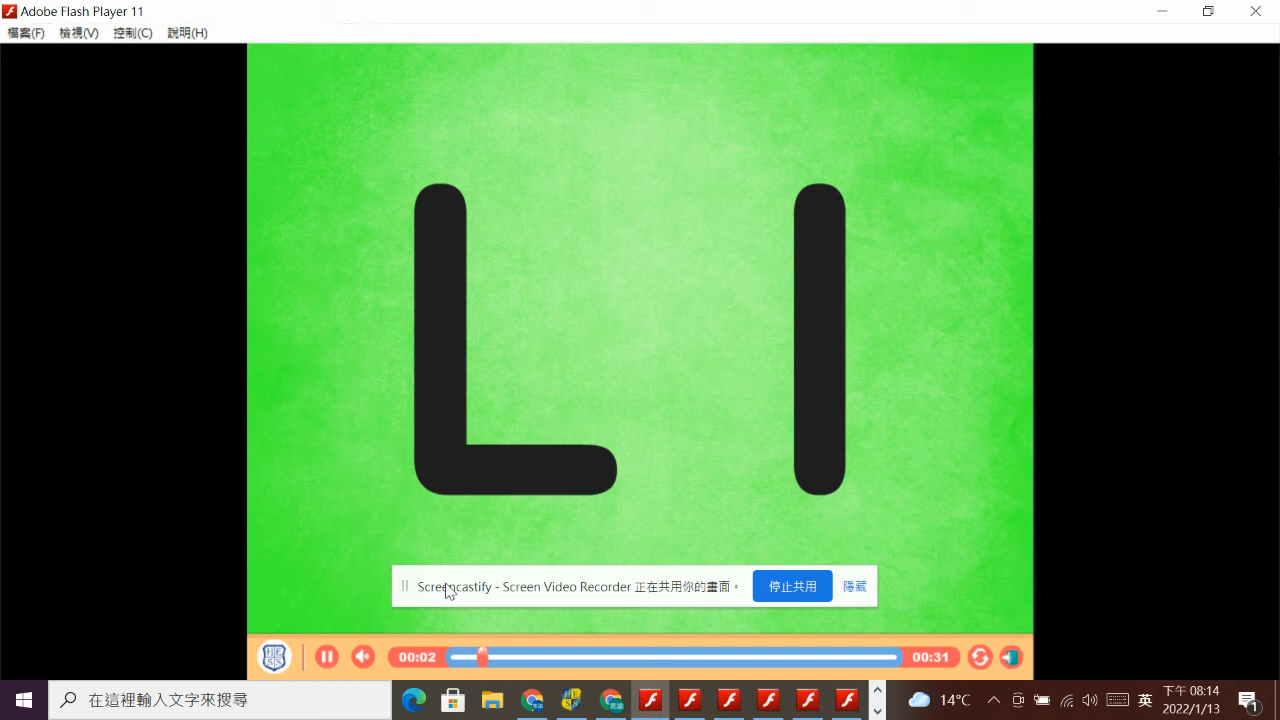 Adobe Flash Player 11
檔案(F) 檢視(V) 控制(C) 說明(H)
L l
Screencastify - Screen Video Recorder 正在共用你的畫面。 停止共用 隱藏
HESS 00:02 00:31
在這裡輸入文字來搜尋
14°C 英 下午 08:14
2022/1/13
1